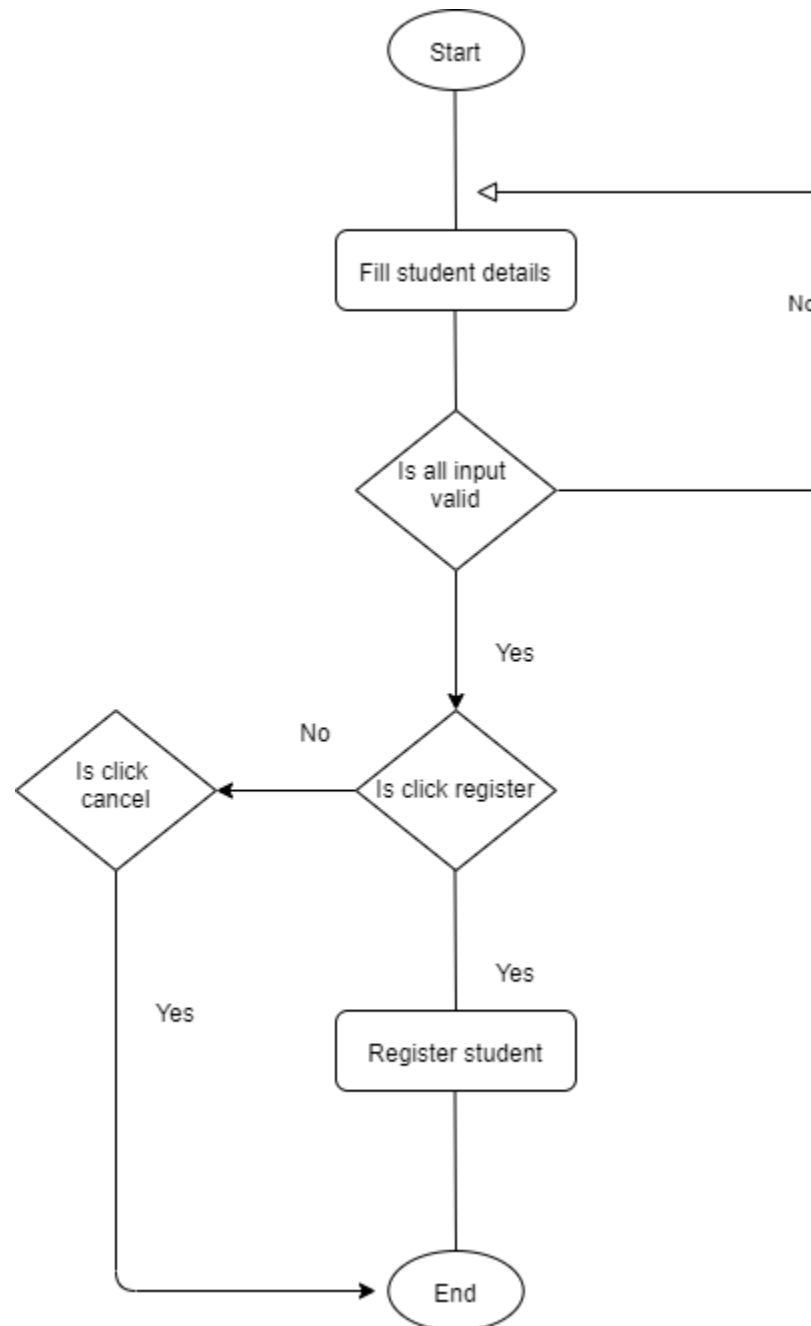 Start
Fill student details
No
Is all input
valid
Yes
No
Is click
cancel
Is click register
Yes
Yes
Register student
End